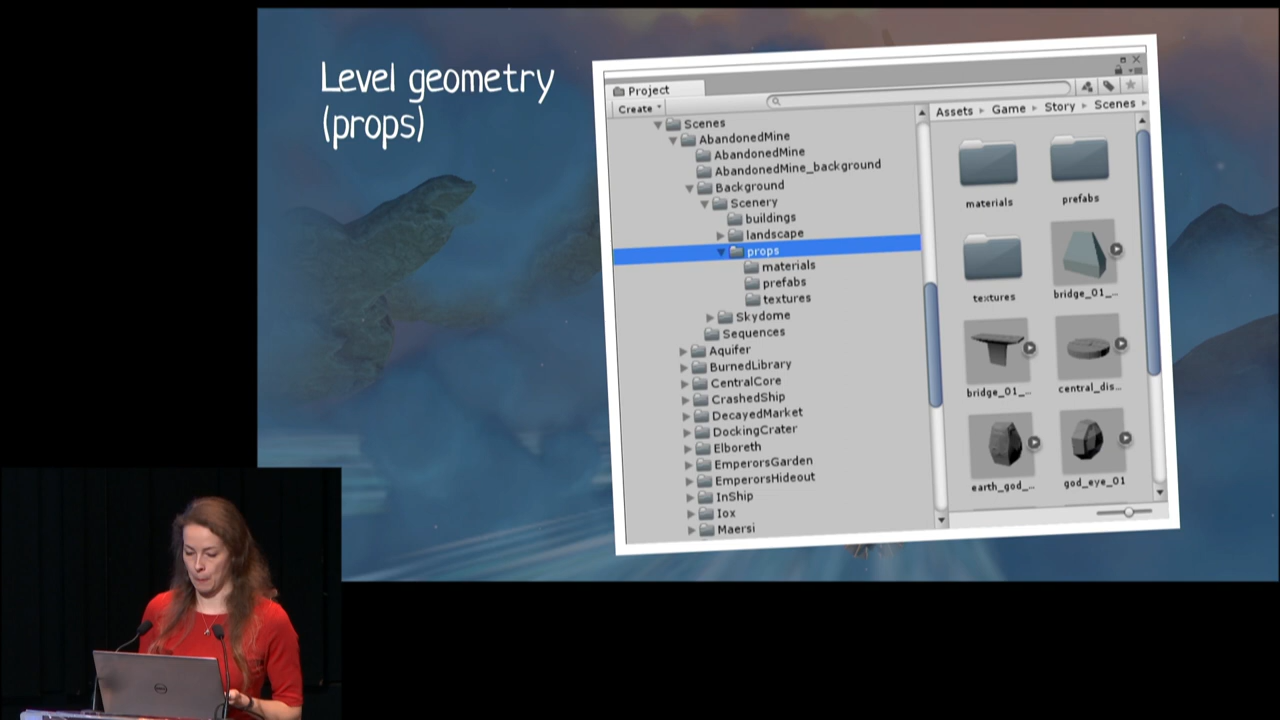 Level geometry
(props)
Project
Create
Assets Game Story Scenes
Scenes
AbandonedMine
AbandonedMine
AbandonedMine_background
Background
Scenery
buildings
landscape
props
materials
prefabs
textures
Skydome
Sequences
Aquifer
BurnedLibrary
CentralCore
CrashedShip
DecayedMarket
DockingCrater
Elboreth
EmperorsGarden
EmperorsHideout
InShip
Iox
Maersi
materials
prefabs
textures
bridge_01_...
bridge_01_...
central_dis...
earth_god_...
god_eye_01
DELL